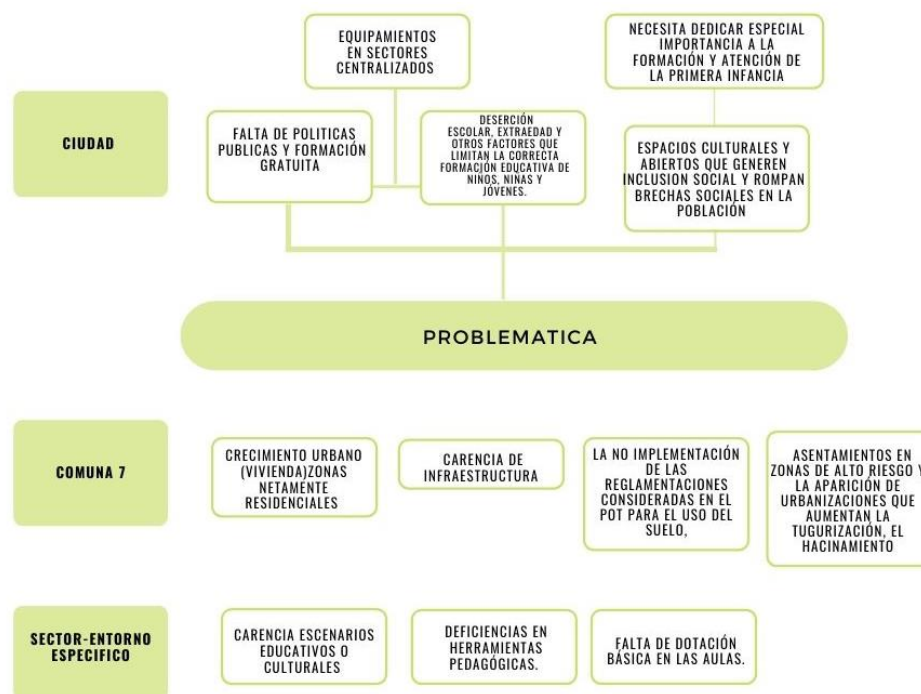 EQUIPAMIENTOS
EN SECTORES
CENTRALIZADOS
NECESITA DEDICAR ESPECIAL
IMPORTANCIA A LA
FORMACIÓN Y ATENCIÓN DE
LA PRIMERA INFANCIA
CIUDAD
FALTA DE POLITICAS
PUBLICAS Y FORMACIÓN
GRATUITA
DESERCIÓN
ESCOLAR, EXTRAEDAD Y
OTROS FACTORES QUE
LIMITAN LA CORRECTA
FORMACIÓN EDUCATIVA DE
NIÑOS, NIÑAS Y
JÓVENES.
ESPACIOS CULTURALES Y
ABIERTOS QUE GENEREN
INCLUSION SOCIAL Y ROMPAN
BRECHAS SOCIALES EN LA
POBLACIÓN
PROBLEMATICA
COMUNA 7
CRECIMIENTO URBANO
(VIVIENDA)ZONAS
NETAMENTE
RESIDENCIALES
CARENCIA DE
INFRAESTRUCTURA
LA NO IMPLEMENTACIÓN
DE LAS
REGLAMENTACIONES
CONSIDERADAS EN EL
POT PARA EL USO DEL
SUELO,
ASENTAMIENTOS EN
ZONAS DE ALTO RIESGO Y
LA APARICIÓN DE
URBANIZACIONES QUE
AUMENTAN LA
TUGURIZACIÓN, EL
HACINAMIENTO
SECTOR-ENTORNO
ESPECIFICO
CARENCIA ESCENARIOS
EDUCATIVOS O
CULTURALES
DEFICIENCIAS EN
HERRAMIENTAS
PEDAGÓGICAS.
FALTA DE DOTACIÓN
BÁSICA EN LAS AULAS.